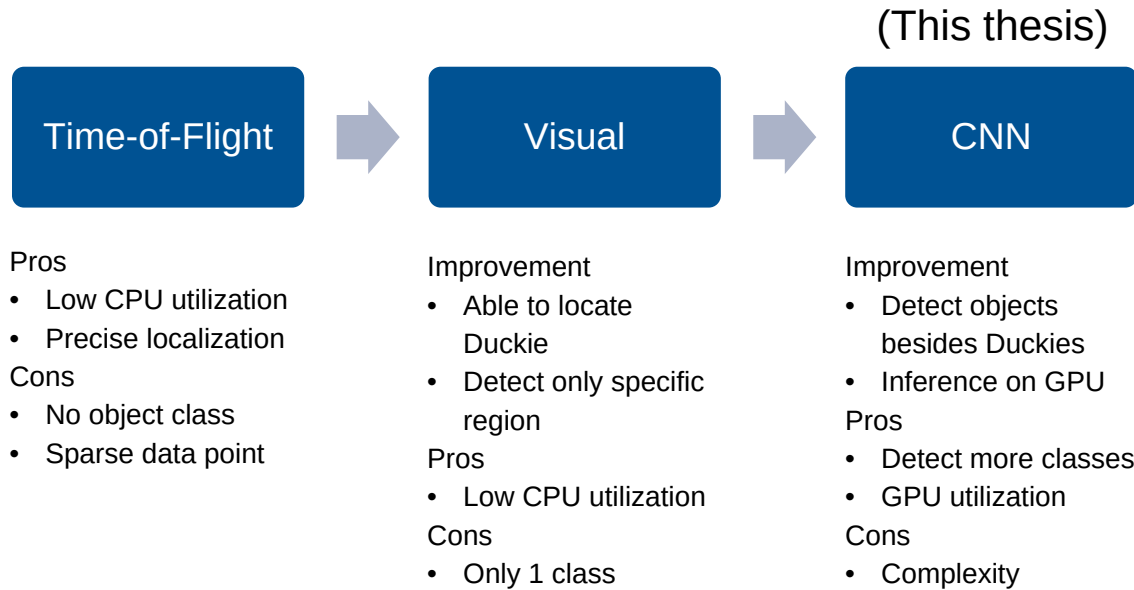 (This thesis)
Time-of-Flight
Visual
CNN
Pros
• Low CPU utilization
• Precise localization
Cons
• No object class
• Sparse data point
Improvement
• Able to locate
Duckie
• Detect only specific
region
Pros
• Low CPU utilization
Cons
• Only 1 class
Improvement
• Detect objects
besides Duckies
• Inference on GPU
Pros
• Detect more classes
• GPU utilization
Cons
• Complexity